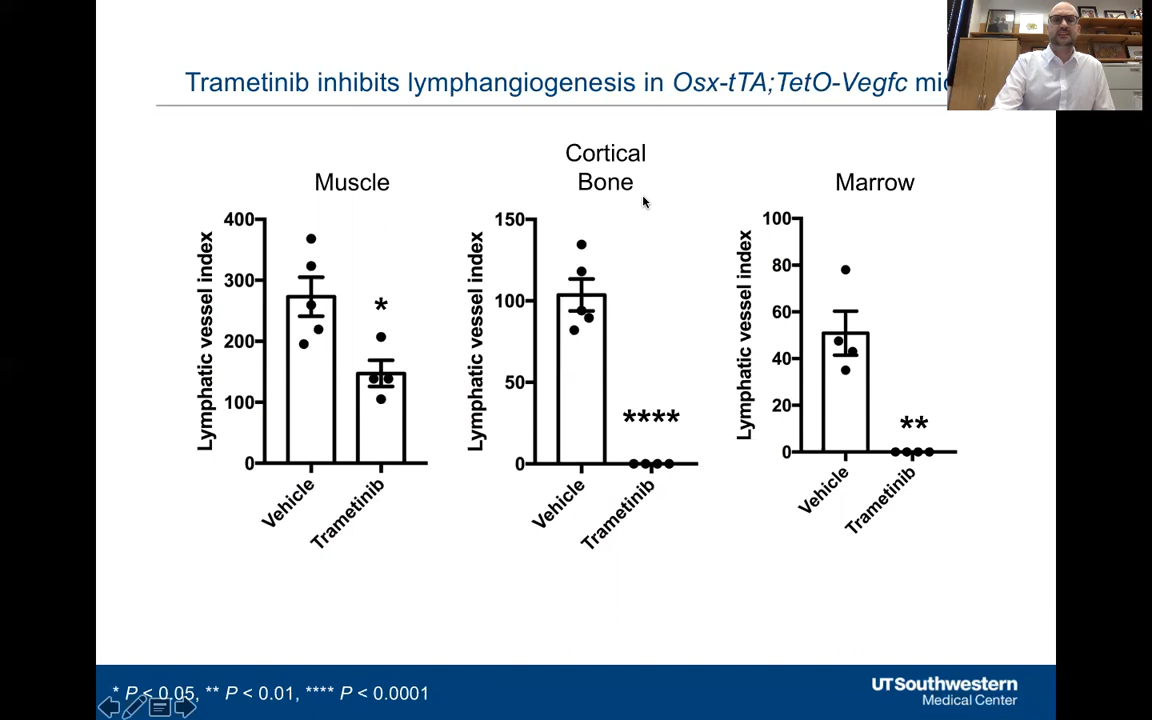 Trametinib inhibits lymphangiogenesis in Osx-tTA;TetO-Vegfc
Muscle
Lymphatic vessel index
400
300
200
100
0
*
Vehicle
Trametinib
Cortical
Bone
Lymphatic vessel index
150
100
50
0
****
Vehicle
Trametinib
Marrow
Lymphatic vessel index
100
80
60
40
20
0
**
Vehicle
Trametinib
* P < 0.05, ** P < 0.01, **** P < 0.0001
UTSouthwestern
Medical Center